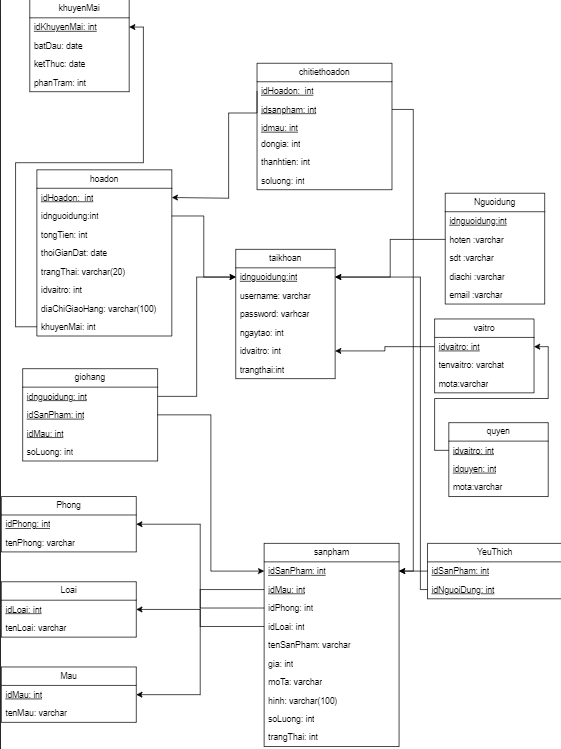 khuyenMai
idKhuyenMai: int
batDau: date
ketThuc: date
phanTram: int
chitiethoadon
idHoadon: int
idsanpham: int
idmau: int
dongia: int
thanhtien: int
soluong: int
hoadon
idHoadon: int
idnguoidung:int
tongTien: int
thoiGianDat: date
trangThai: varchar(20)
idvaitro: int
diaChiGiaoHang: varchar(100)
khuyenMai: int
Nguoidung
idnguoidung:int
hoten :varchar
sdt :varchar
diachi :varchar
email :varchar
taikhoan
idnguoidung:int
username: varchar
password: varhcar
ngaytao: int
idvaitro: int
trangthai:int
vaitro
idvaitro: int
tenvaitro: varchat
mota:varchar
giohang
idnguoidung: int
idSanPham: int
idMau: int
soLuong: int
quyen
idvaitro: int
idquyen: int
mota:varchar
Phong
idPhong: int
tenPhong: varchar
Loai
idLoai: int
tenLoai: varchar
Mau
idMau: int
tenMau: varchar
sanpham
idSanPham: int
idMau: int
idPhong: int
idLoai: int
tenSanPham: varchar
gia: int
moTa: varchar
hinh: varchar(100)
soLuong: int
trangThai: int
YeuThich
idSanPham: int
idNguoiDung: int